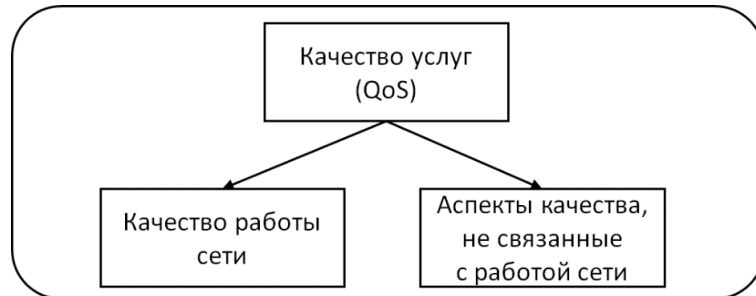 Качество услуг
(QoS)
Качество работы
сети
Аспекты качества,
не связанные
с работой сети